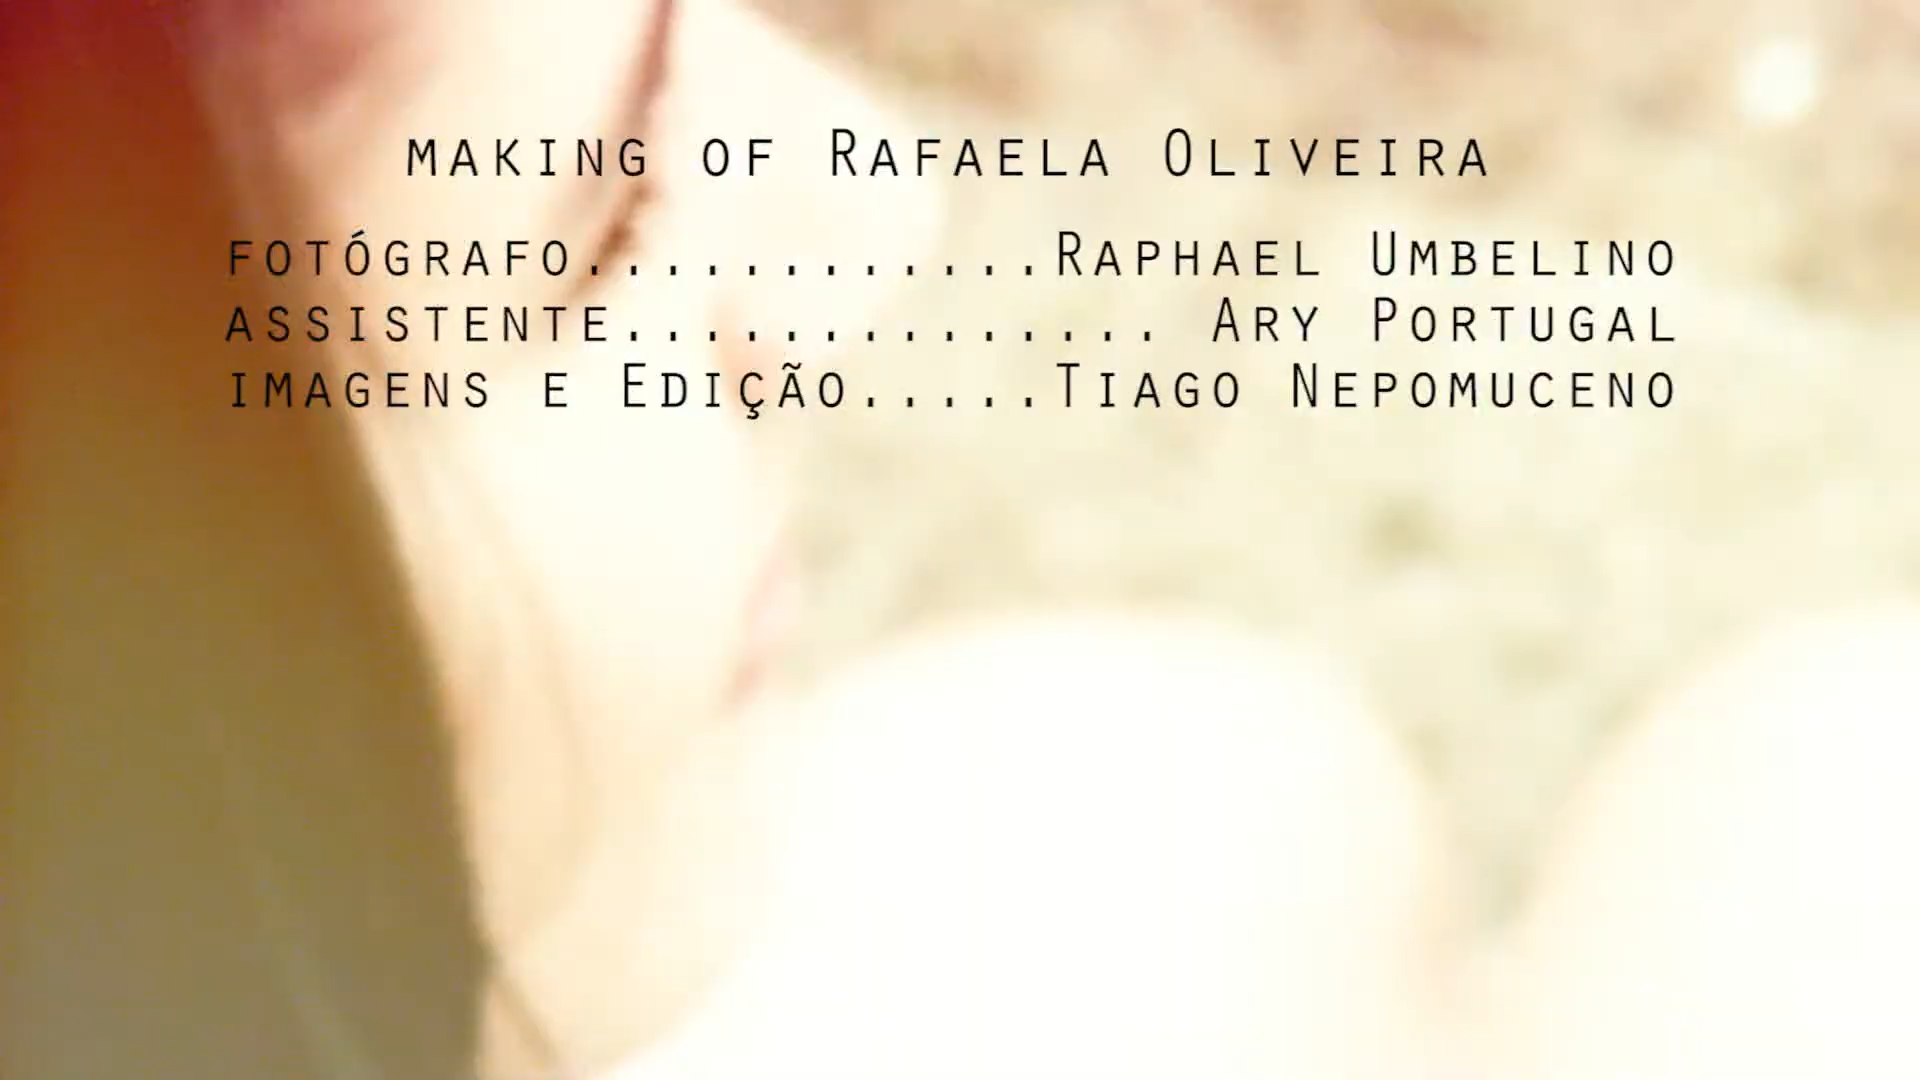 making of Rafaela Oliveira
fotógrafo............Raphael Umbelino
assistente.............. Ary Portugal
imagens e Edição.....Tiago Nepomuceno